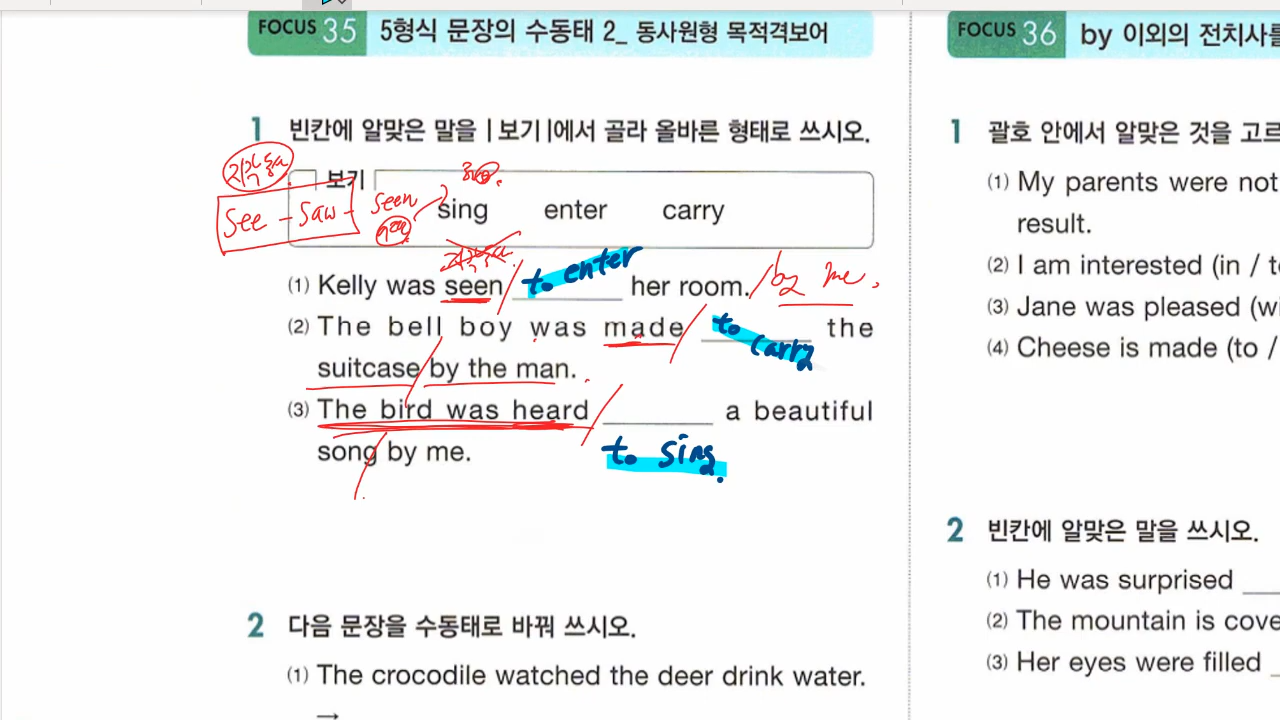 FOCUS 35 5형식 문장의 수동태 2_ 동사원형 목적격보어
1 빈칸에 알맞은 말을 | 보기 |에서 골라 올바른 형태로 쓰시오.
지각동사
보기
see - saw - seen
sing enter carry
(1) Kelly was seen to enter her room. / by me.
(2) The bell boy was made to carry the
suitcase by the man.
(3) The bird was heard ________ a beautiful
song by me.
to sing.
2 다음 문장을 수동태로 바꿔 쓰시오.
(1) The crocodile watched the deer drink water.
→
FOCUS 36 by 이외의 전치사를
1 괄호 안에서 알맞은 것을 고르
(1) My parents were not
result.
(2) I am interested (in / to
(3) Jane was pleased (wi
(4) Cheese is made (to /
2 빈칸에 알맞은 말을 쓰시오.
(1) He was surprised
(2) The mountain is cove
(3) Her eyes were filled